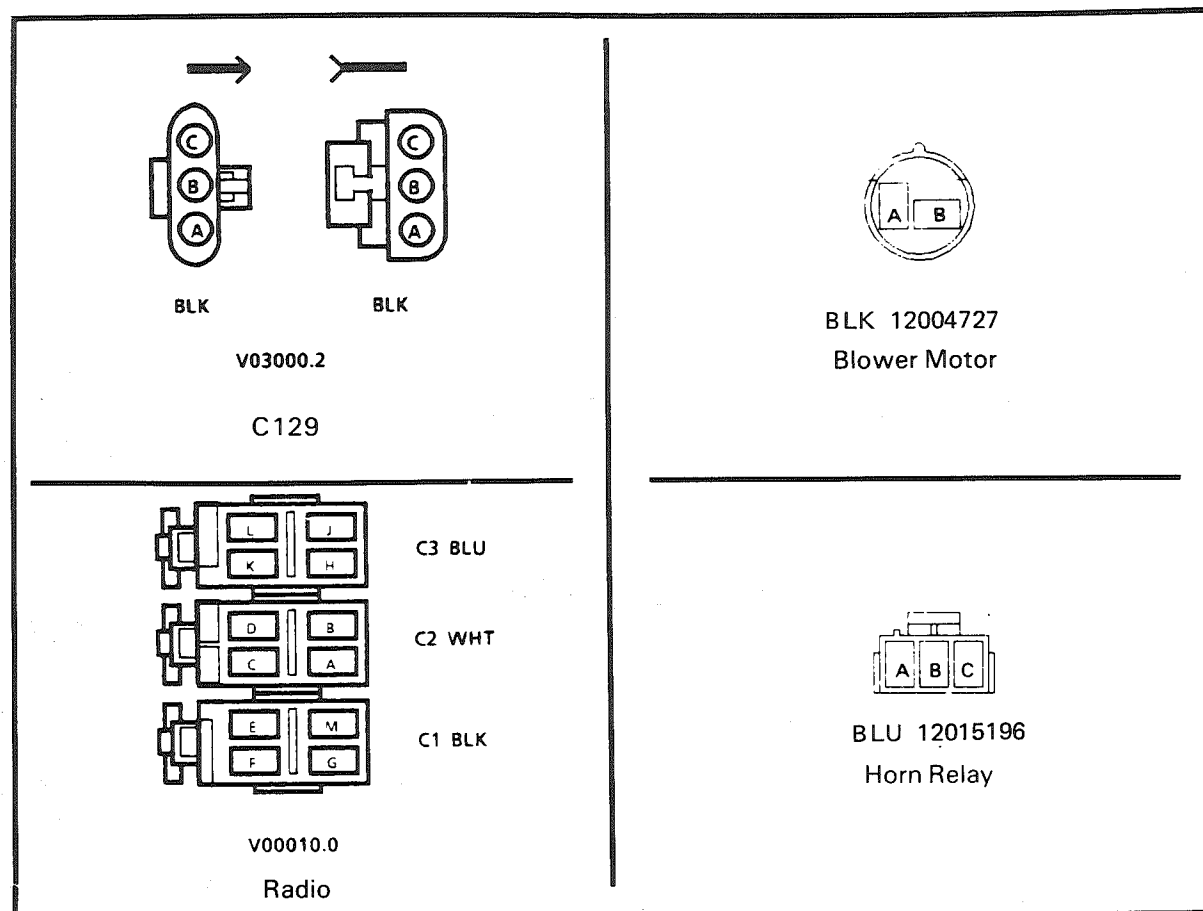 C C
B B
A A
BLK BLK
V03000.2
C129
A B
BLK 12004727
Blower Motor
L J
K H
C3 BLU
D B
C A
C2 WHT
E M
F G
C1 BLK
V00010.0
Radio
A B C
BLU 12015196
Horn Relay